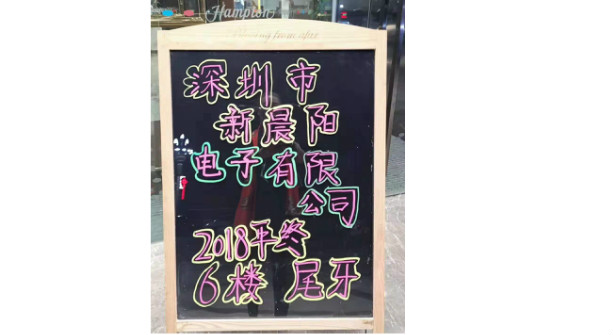 Hampton
深圳市
新晨阳
电子有限
公司
2018年终
6楼 尾牙